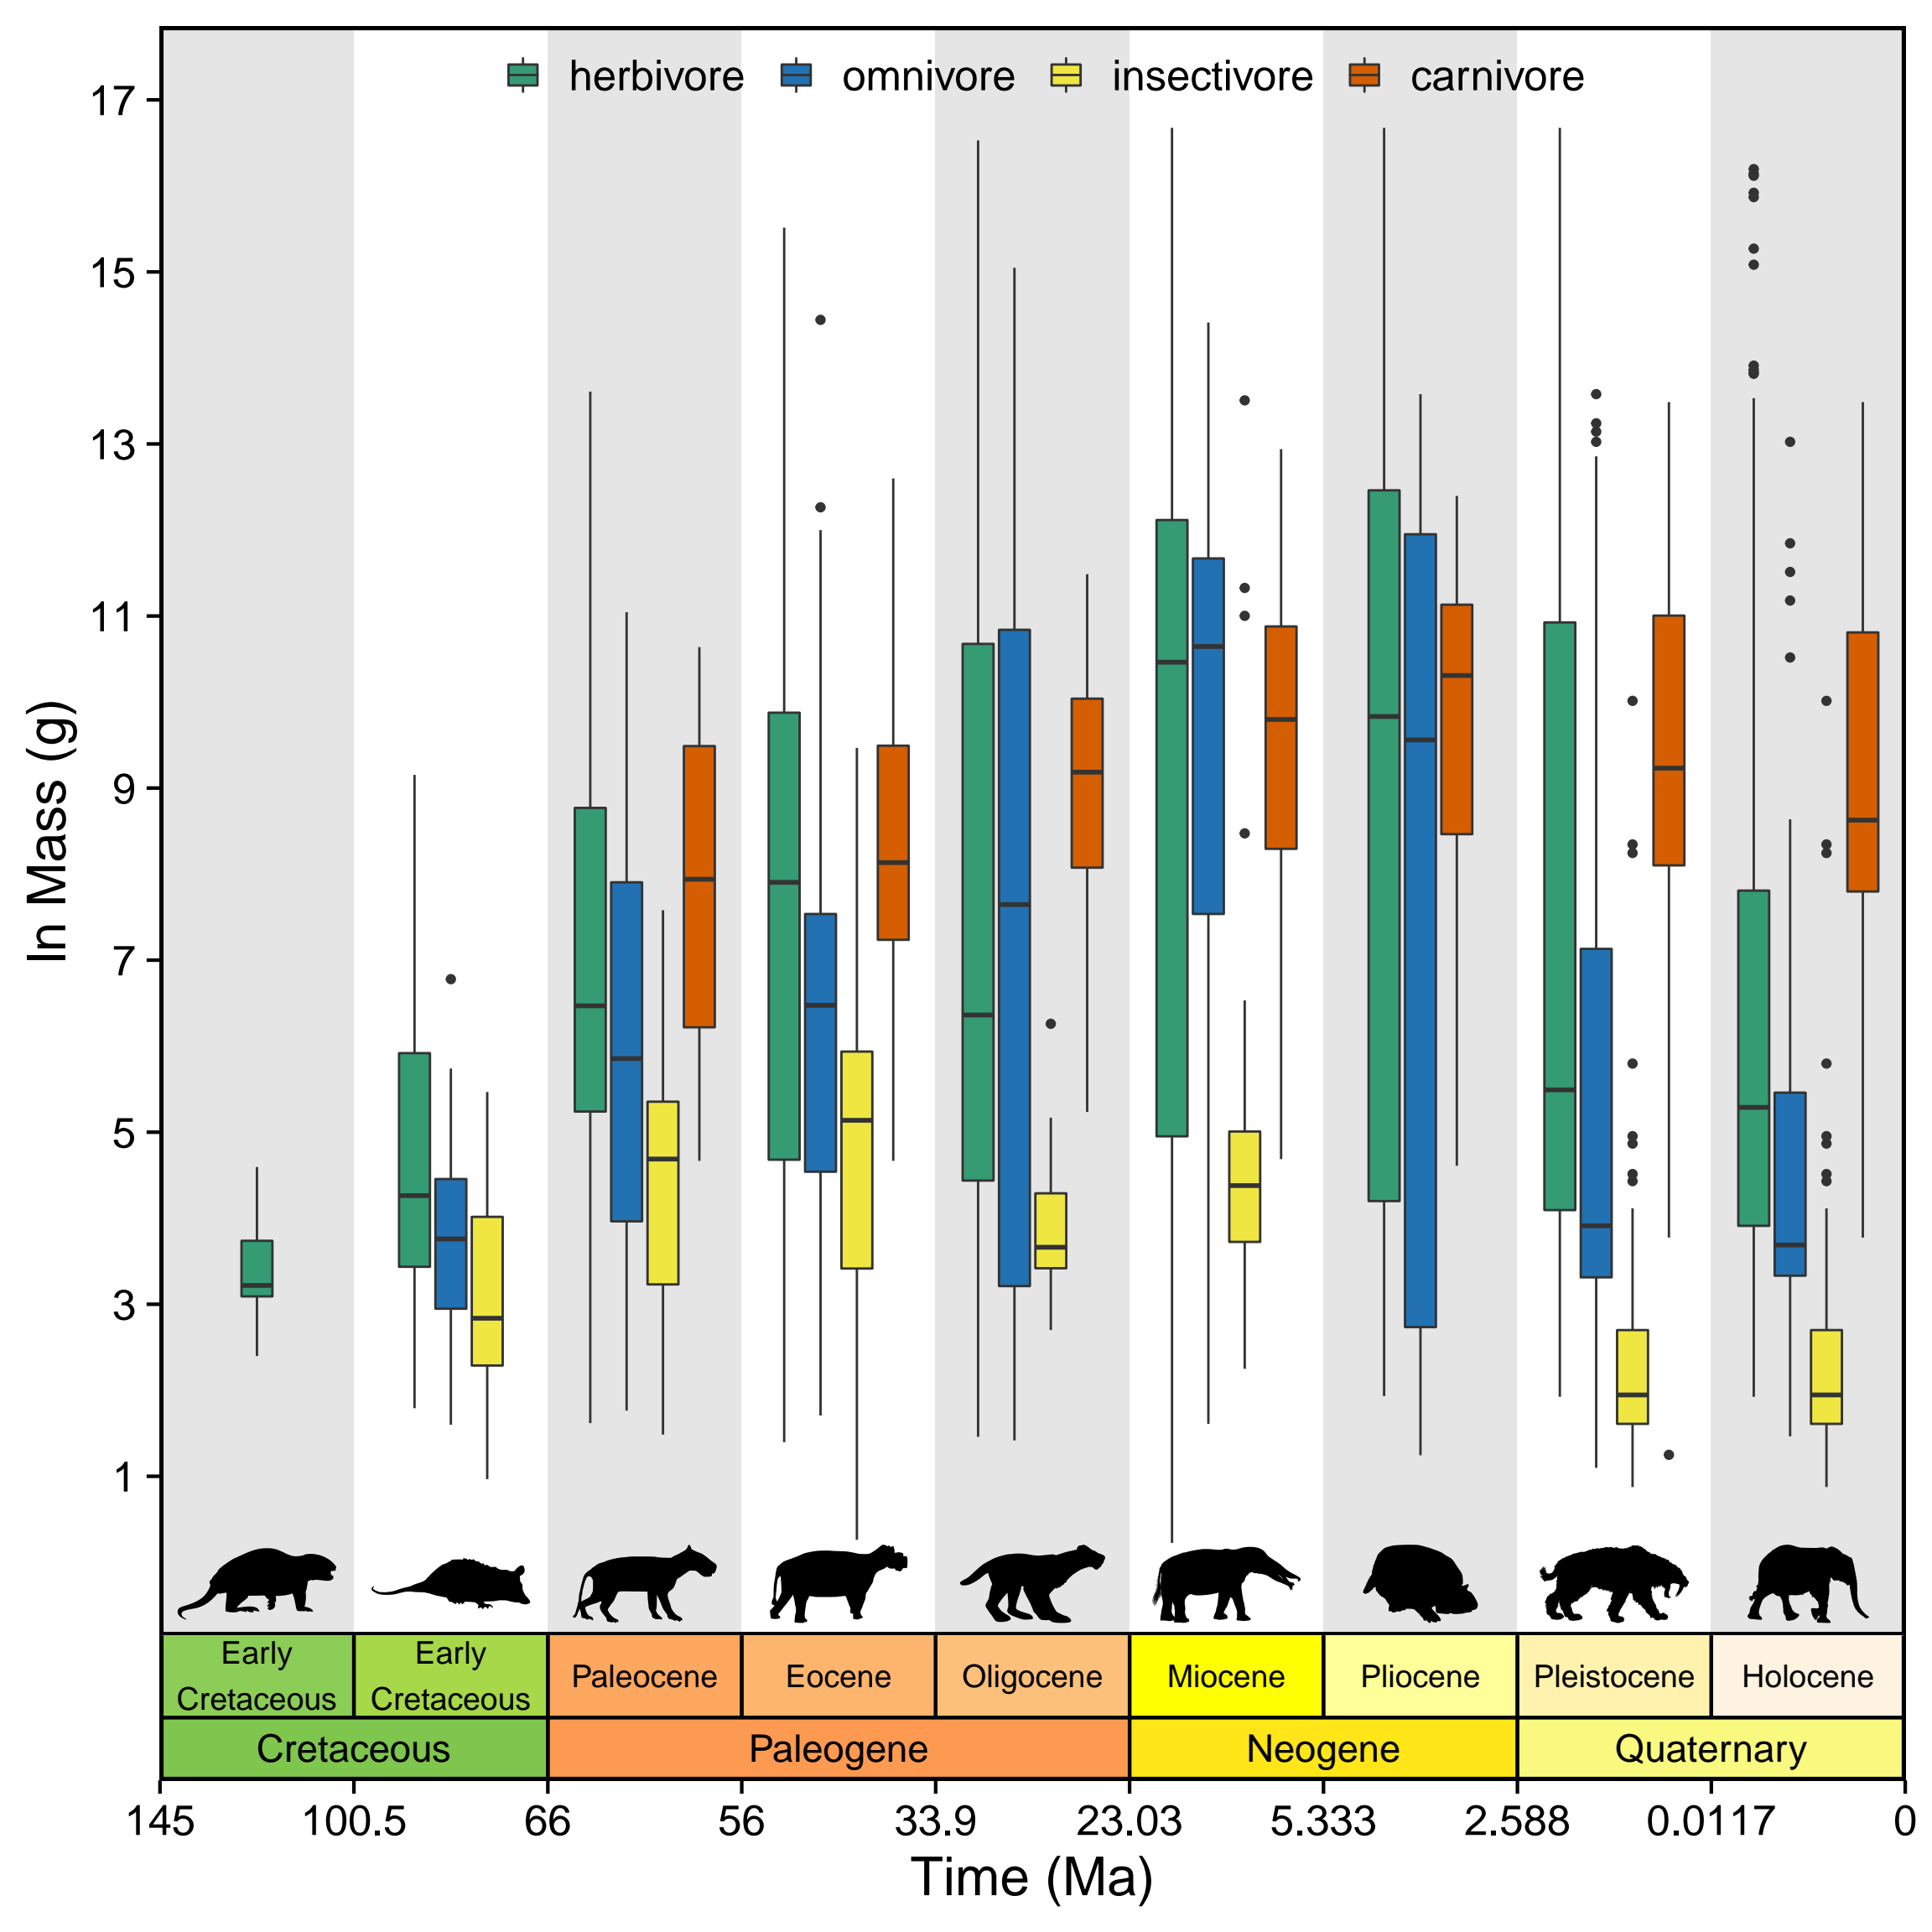 herbivore omnivore insectivore carnivore
17
15
13
11
9
7
5
3
1
ln Mass (g)
Early Cretaceous
Early Cretaceous
Paleocene
Eocene
Oligocene
Miocene
Pliocene
Pleistocene
Holocene
Cretaceous
Paleogene
Neogene
Quaternary
145 100.5 66 56 33.9 23.03 5.333 2.588 0.0117 0
Time (Ma)